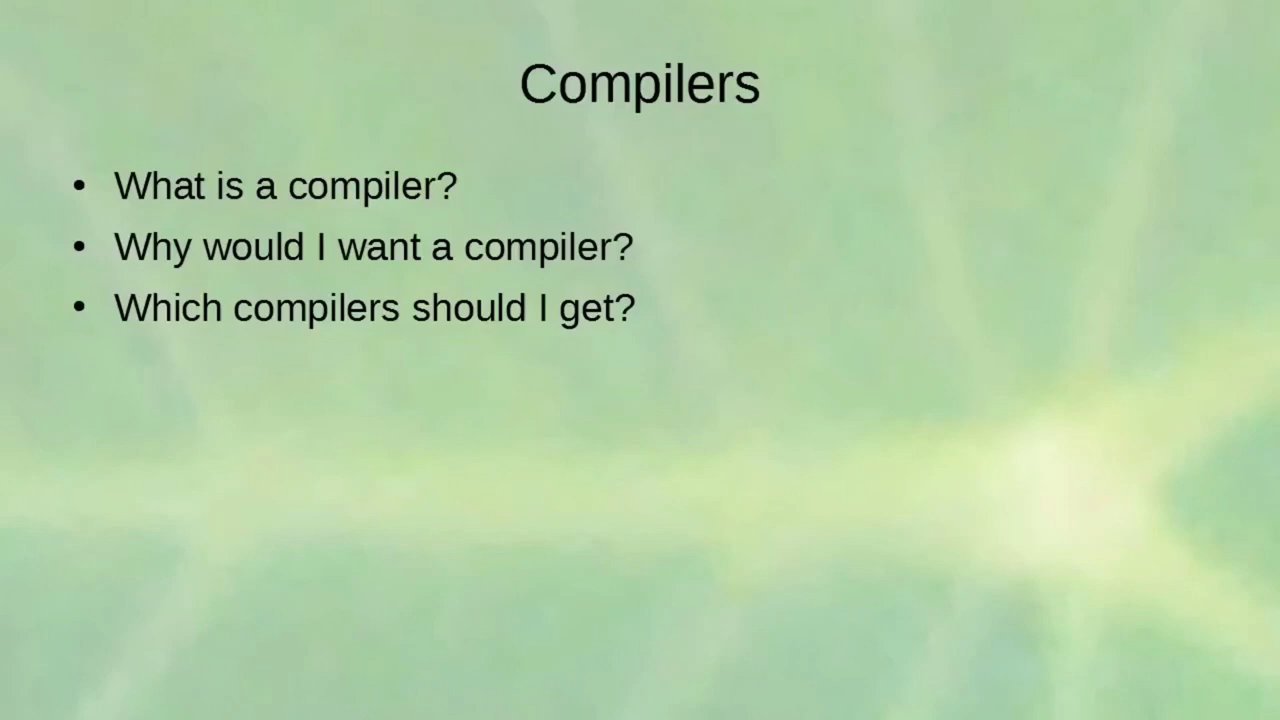 Compilers
• What is a compiler?
• Why would I want a compiler?
• Which compilers should I get?